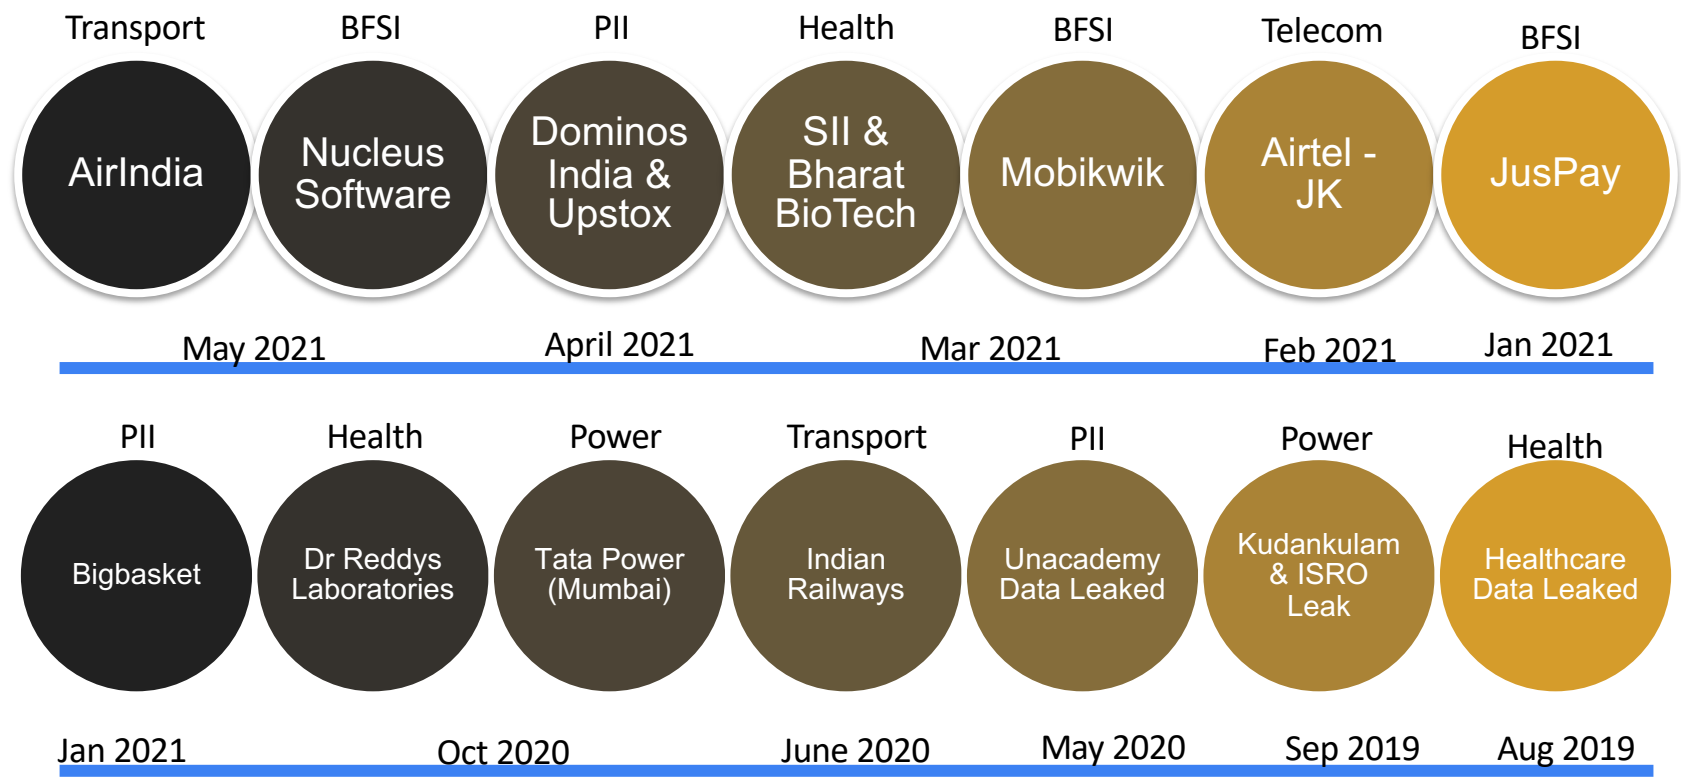 Transport
BFSI
PII
Health
BFSI
Telecom
BFSI
AirIndia
Nucleus
Software
Dominos
India &
Upstox
SII &
Bharat
BioTech
Mobikwik
Airtel -
JK
JusPay
May 2021
April 2021
Mar 2021
Feb 2021
Jan 2021
PII
Health
Power
Transport
PII
Power
Health
Bigbasket
Dr Reddys
Laboratories
Tata Power
(Mumbai)
Indian
Railways
Unacademy
Data Leaked
Kudankulam
& ISRO
Leak
Healthcare
Data Leaked
Jan 2021
Oct 2020
June 2020
May 2020
Sep 2019
Aug 2019